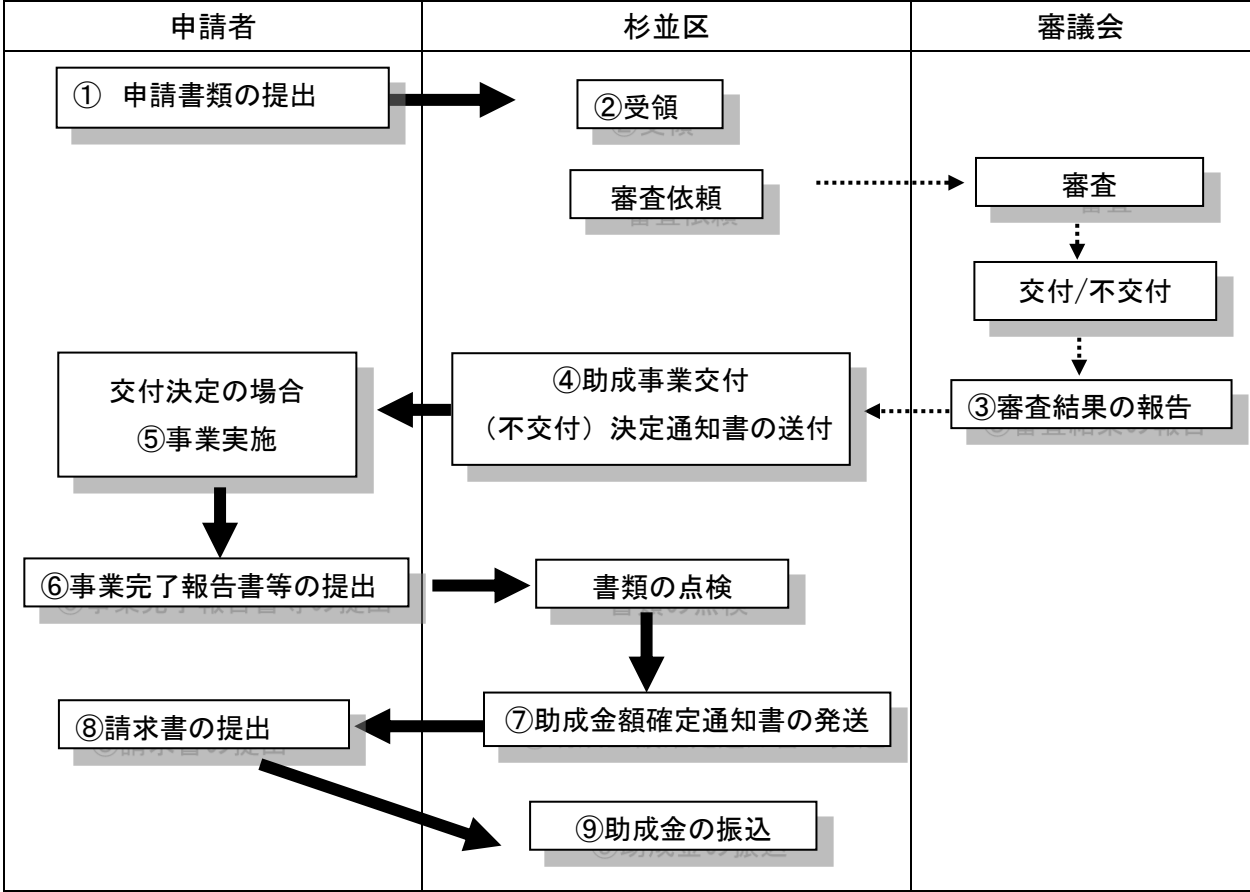 申請者
杉並区
審議会
① 申請書類の提出
②受領
審査依頼
審査
交付/不交付
③審査結果の報告
④助成事業交付
（不交付）決定通知書の送付
交付決定の場合
⑤事業実施
⑥事業完了報告書等の提出
書類の点検
⑦助成金額確定通知書の発送
⑧請求書の提出
⑨助成金の振込